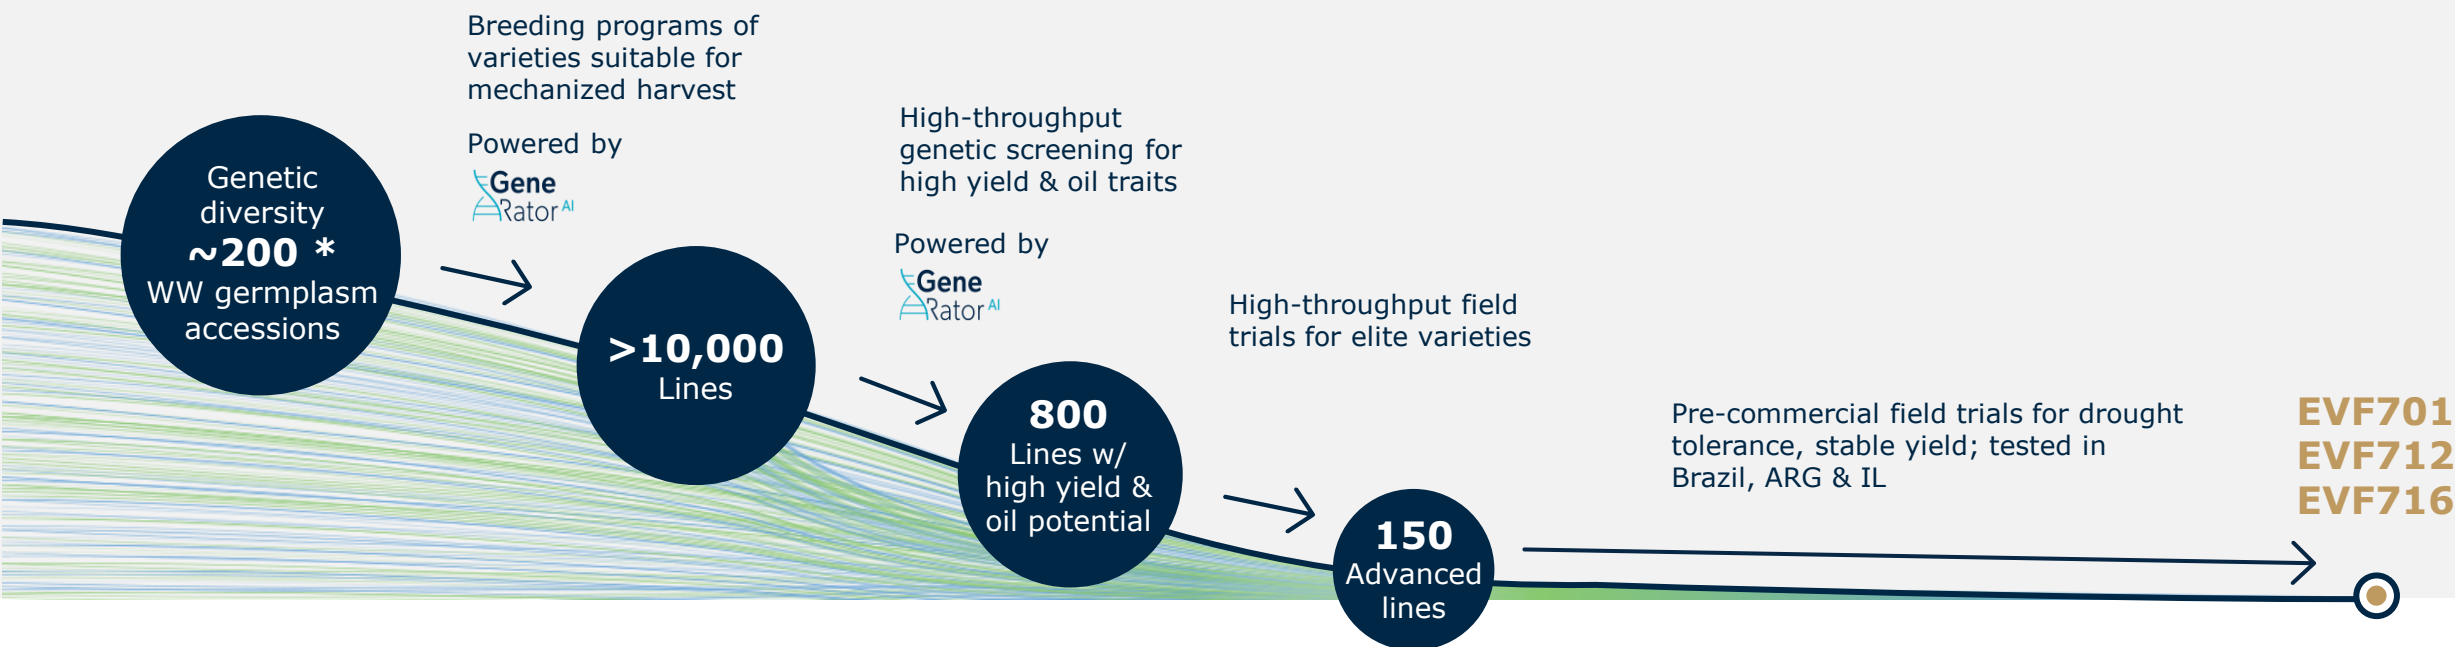 Breeding programs of
varieties suitable for
mechanized harvest
Powered by
Gene
Rator AI
Genetic
diversity
~200 *
WW germplasm
accessions
>10,000
Lines
High-throughput
genetic screening for
high yield & oil traits
Powered by
Gene
Rator AI
800
Lines w/
high yield &
oil potential
High-throughput field
trials for elite varieties
150
Advanced
lines
Pre-commercial field trials for drought
tolerance, stable yield; tested in
Brazil, ARG & IL
EVF701
EVF712
EVF716